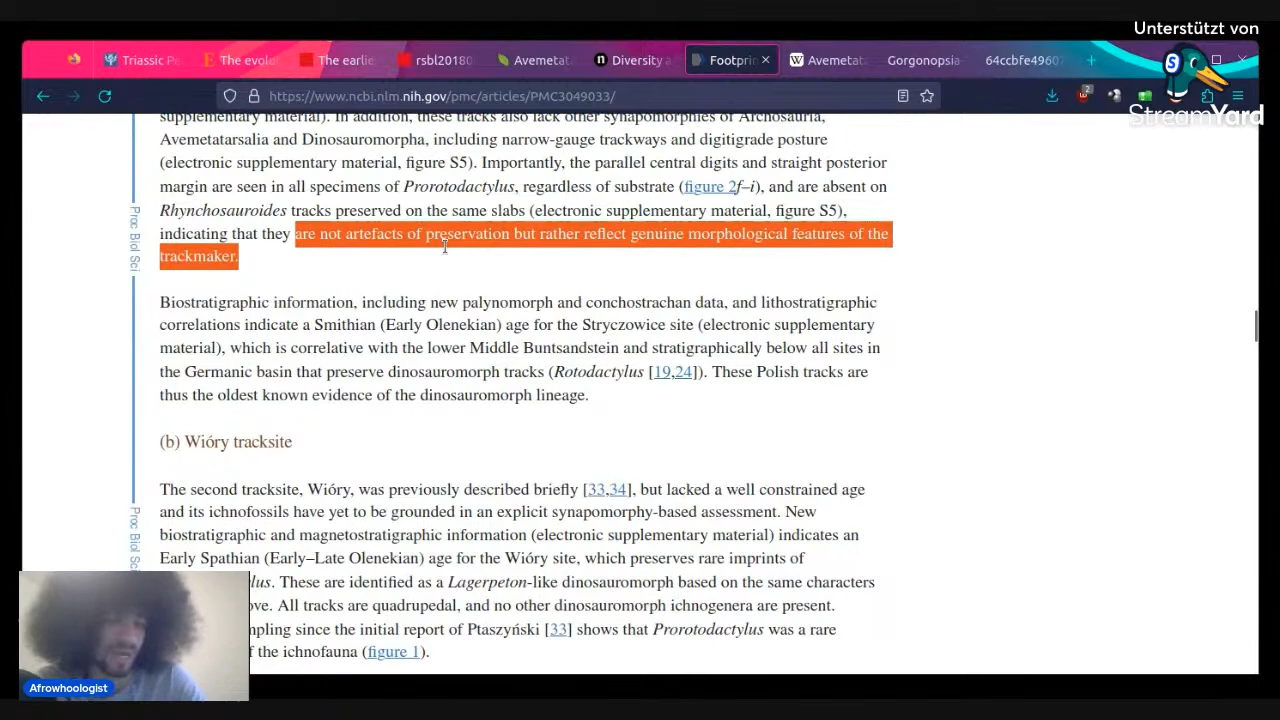 Unterstützt von
StreamYard
Triassic Pe
The evolu
The earlie
rsbl20180
Avemetat
Diversity a
Footprin
Avemetata
Gorgonopsia
64ccbfe49607
https://www.ncbi.nlm.nih.gov/pmc/articles/PMC3049033/
supplementary material). In addition, these tracks also lack other synapomorphies of Archosauria,
Avemetatarsalia and Dinosauromorpha, including narrow-gauge trackways and digitigrade posture
(electronic supplementary material, figure S5). Importantly, the parallel central digits and straight posterior
margin are seen in all specimens of Prorotodactylus, regardless of substrate (figure 2f–i), and are absent on
Rhynchosauroides tracks preserved on the same slabs (electronic supplementary material, figure S5),
indicating that they are not artefacts of preservation but rather reflect genuine morphological features of the
trackmaker.
Proc Biol Sci
Biostratigraphic information, including new palynomorph and conchostrachan data, and lithostratigraphic
correlations indicate a Smithian (Early Olenekian) age for the Stryczowice site (electronic supplementary
material), which is correlative with the lower Middle Buntsandstein and stratigraphically below all sites in
the Germanic basin that preserve dinosauromorph tracks (Rotodactylus [19,24]). These Polish tracks are
thus the oldest known evidence of the dinosauromorph lineage.
(b) Wióry tracksite
The second tracksite, Wióry, was previously described briefly [33,34], but lacked a well constrained age
and its ichnofossils have yet to be grounded in an explicit synapomorphy-based assessment. New
biostratigraphic and magnetostratigraphic information (electronic supplementary material) indicates an
Early Spathian (Early–Late Olenekian) age for the Wióry site, which preserves rare imprints of
Proc Biol Sci
lus. These are identified as a Lagerpeton-like dinosauromorph based on the same characters
ove. All tracks are quadrupedal, and no other dinosauromorph ichnogenera are present.
mpling since the initial report of Ptaszyński [33] shows that Prorotodactylus was a rare
the ichnofauna (figure 1).
Afrowhoologist